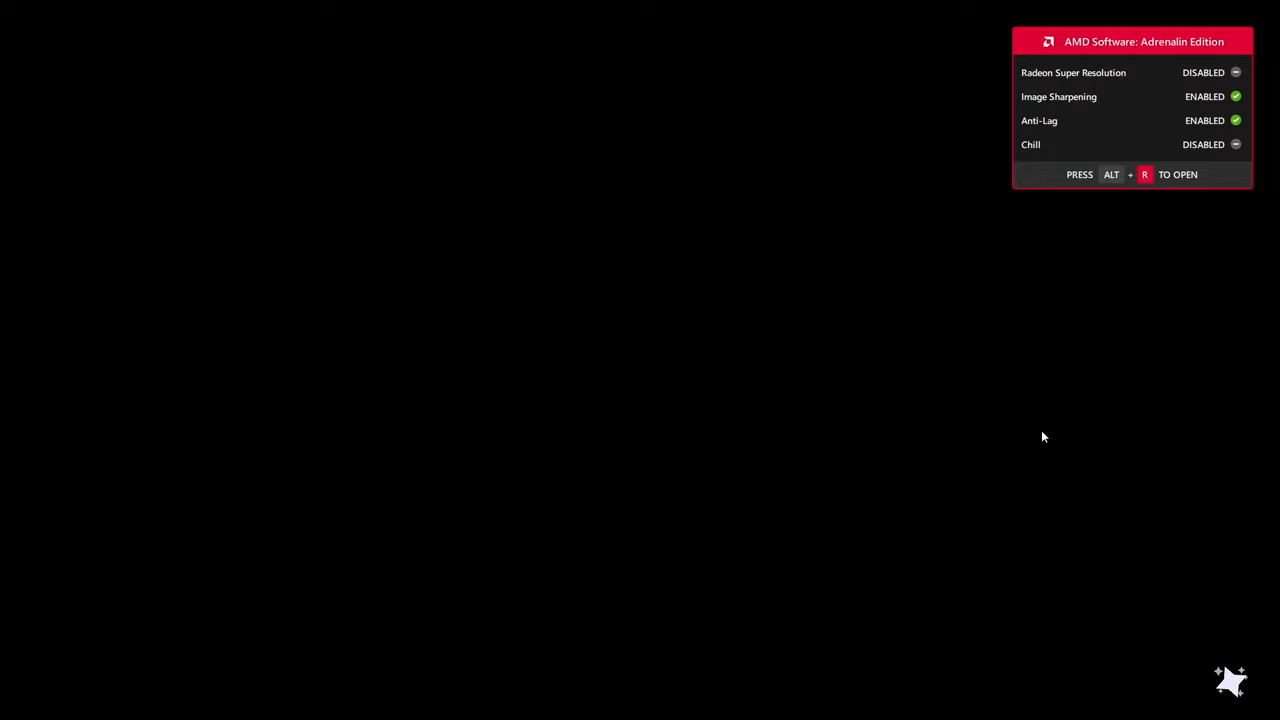 AMD Software: Adrenalin Edition
Radeon Super Resolution DISABLED
Image Sharpening ENABLED
Anti-Lag ENABLED
Chill DISABLED
PRESS ALT + R TO OPEN